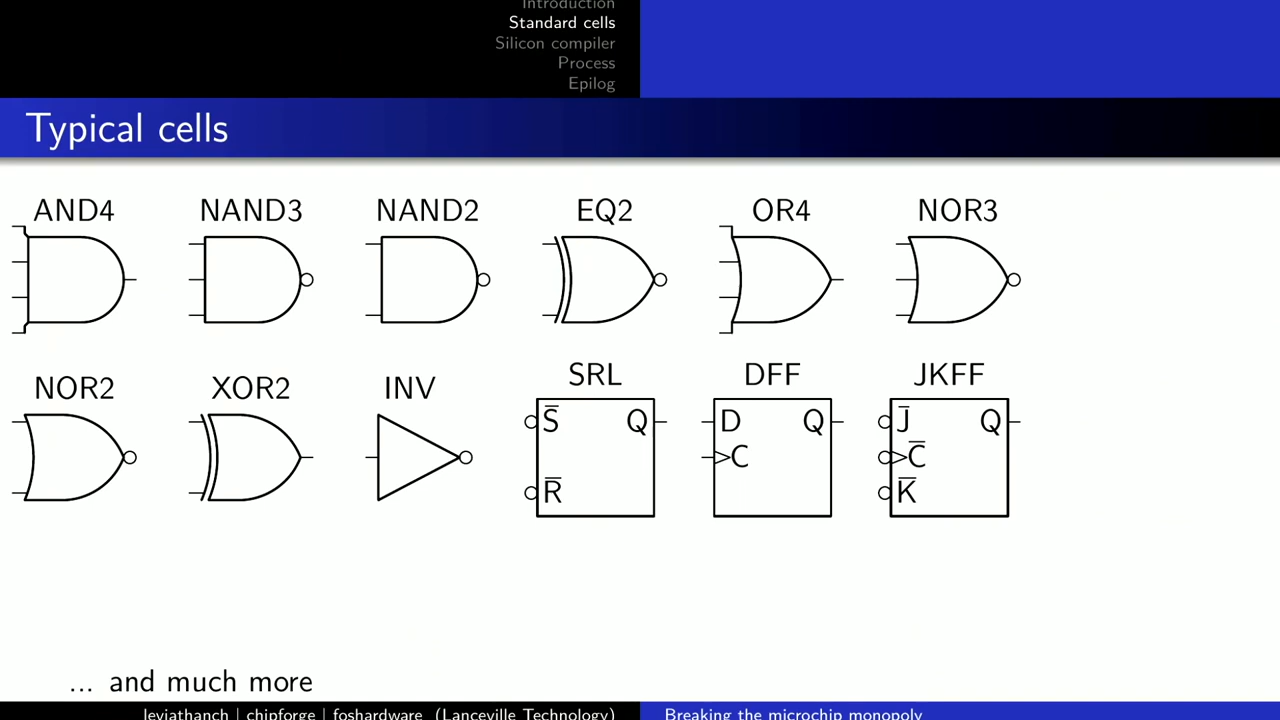 Introduction
Standard cells
Silicon compiler
Process
Epilog
Typical cells
AND4 NAND3 NAND2 EQ2 OR4 NOR3
NOR2 XOR2 INV SRL DFF JKFF
S̅ Q D Q J̅ Q
>C >C̅
R̅ K̅
... and much more
leviathanch | chipforge | foshardware (Lanceville Technology) Breaking the microchip monopoly